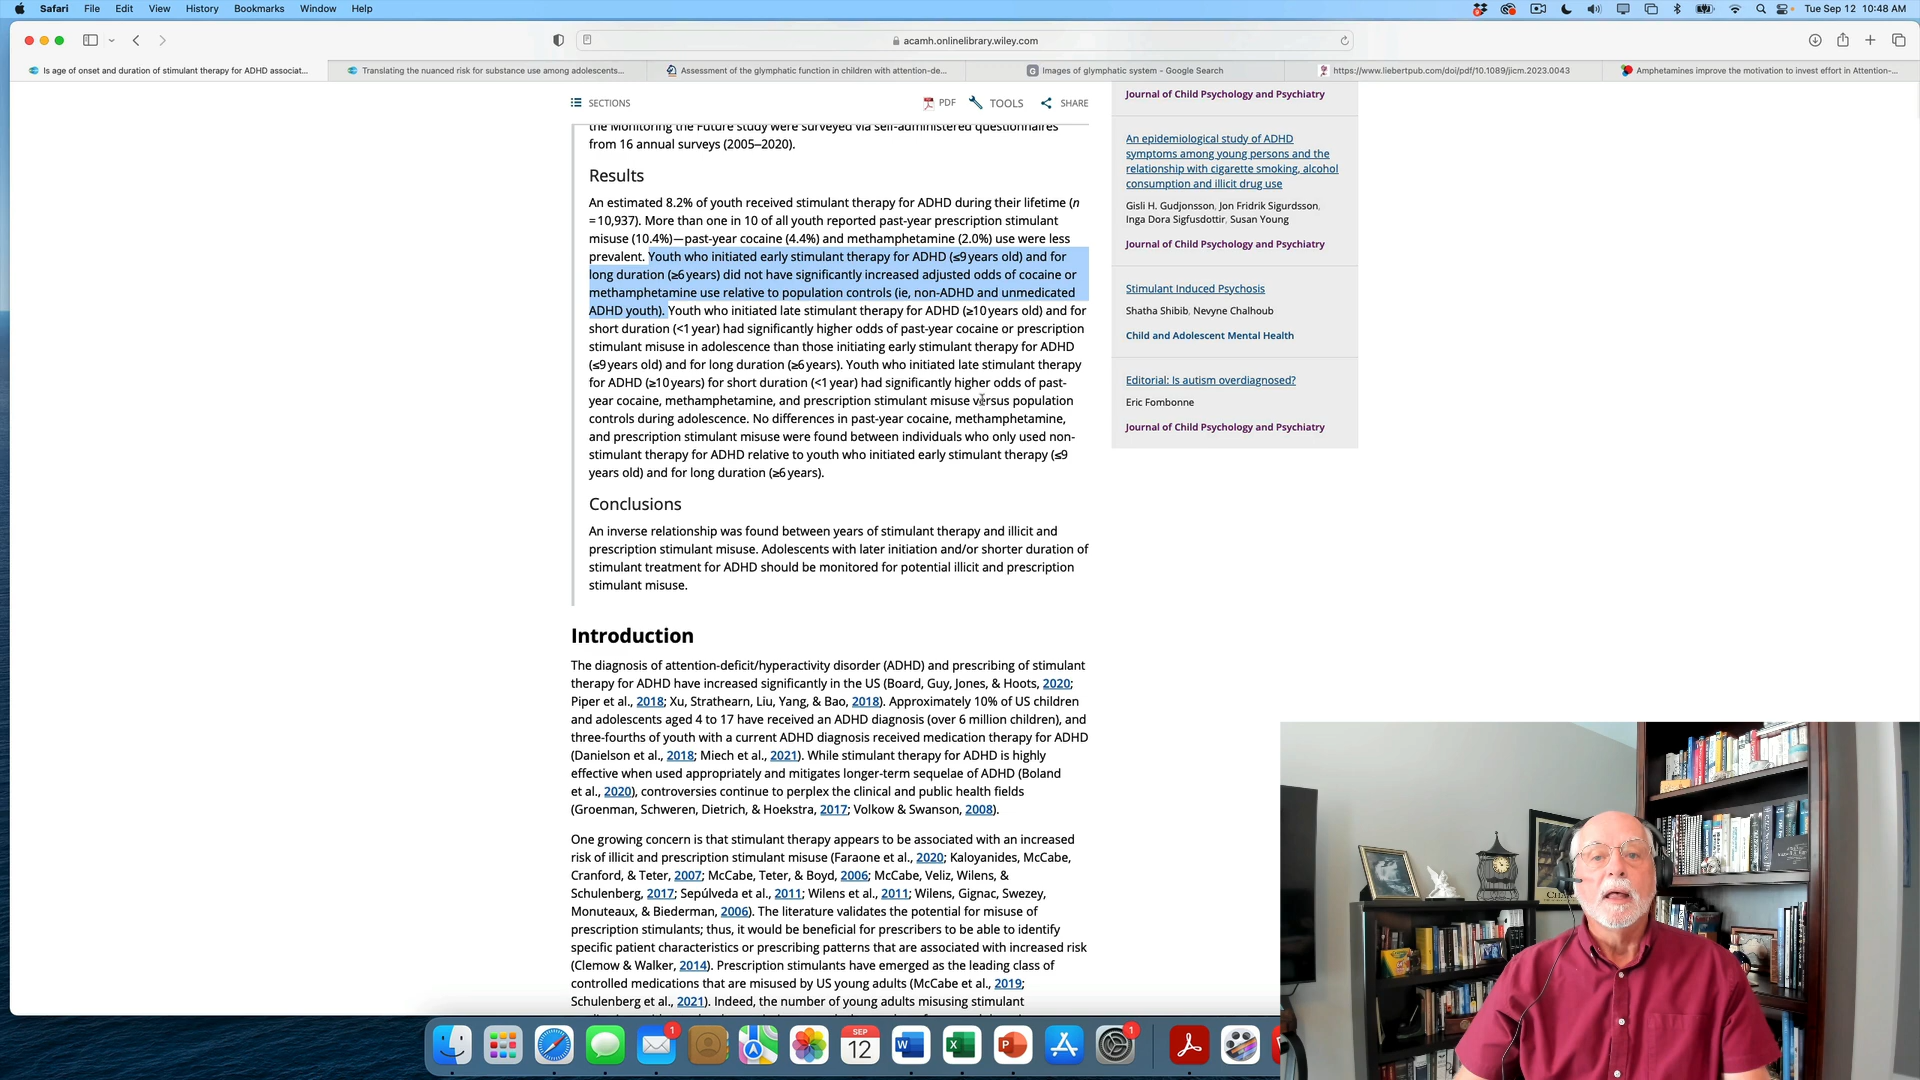 Safari File Edit View History Bookmarks Window Help
Tue Sep 12 10:48 AM
acamh.onlinelibrary.wiley.com
Is age of onset and duration of stimulant therapy for ADHD associat...
Translating the nuanced risk for substance use among adolescents...
Assessment of the glymphatic function in children with attention-de...
Images of glymphatic system - Google Search
https://www.liebertpub.com/doi/pdf/10.1089/jicm.2023.0043
Amphetamines improve the motivation to invest effort in Attention-...
SECTIONS
PDF
TOOLS
SHARE
the Monitoring the Future study were surveyed via self-administered questionnaires
from 16 annual surveys (2005–2020).
Results
An estimated 8.2% of youth received stimulant therapy for ADHD during their lifetime (n
= 10,937). More than one in 10 of all youth reported past-year prescription stimulant
misuse (10.4%)—past-year cocaine (4.4%) and methamphetamine (2.0%) use were less
prevalent. Youth who initiated early stimulant therapy for ADHD (≤9 years old) and for
long duration (≥6 years) did not have significantly increased adjusted odds of cocaine or
methamphetamine use relative to population controls (ie, non-ADHD and unmedicated
ADHD youth). Youth who initiated late stimulant therapy for ADHD (≥10 years old) and for
short duration (<1 year) had significantly higher odds of past-year cocaine or prescription
stimulant misuse in adolescence than those initiating early stimulant therapy for ADHD
(≤9 years old) and for long duration (≥6 years). Youth who initiated late stimulant therapy
for ADHD (≥10 years) for short duration (<1 year) had significantly higher odds of past-
year cocaine, methamphetamine, and prescription stimulant misuse versus population
controls during adolescence. No differences in past-year cocaine, methamphetamine,
and prescription stimulant misuse were found between individuals who only used non-
stimulant therapy for ADHD relative to youth who initiated early stimulant therapy (≤9
years old) and for long duration (≥6 years).
Conclusions
An inverse relationship was found between years of stimulant therapy and illicit and
prescription stimulant misuse. Adolescents with later initiation and/or shorter duration of
stimulant treatment for ADHD should be monitored for potential illicit and prescription
stimulant misuse.
Introduction
The diagnosis of attention-deficit/hyperactivity disorder (ADHD) and prescribing of stimulant
therapy for ADHD have increased significantly in the US (Board, Guy, Jones, & Hoots, 2020;
Piper et al., 2018; Xu, Strathearn, Liu, Yang, & Bao, 2018). Approximately 10% of US children
and adolescents aged 4 to 17 have received an ADHD diagnosis (over 6 million children), and
three-fourths of youth with a current ADHD diagnosis received medication therapy for ADHD
(Danielson et al., 2018; Miech et al., 2021). While stimulant therapy for ADHD is highly
effective when used appropriately and mitigates longer-term sequelae of ADHD (Boland
et al., 2020), controversies continue to perplex the clinical and public health fields
(Groenman, Schweren, Dietrich, & Hoekstra, 2017; Volkow & Swanson, 2008).
One growing concern is that stimulant therapy appears to be associated with an increased
risk of illicit and prescription stimulant misuse (Faraone et al., 2020; Kaloyanides, McCabe,
Cranford, & Teter, 2007; McCabe, Teter, & Boyd, 2006; McCabe, Veliz, Wilens, &
Schulenberg, 2017; Sepúlveda et al., 2011; Wilens et al., 2011; Wilens, Gignac, Swezey,
Monuteaux, & Biederman, 2006). The literature validates the potential for misuse of
prescription stimulants; thus, it would be beneficial for prescribers to be able to identify
specific patient characteristics or prescribing patterns that are associated with increased risk
(Clemow & Walker, 2014). Prescription stimulants have emerged as the leading class of
controlled medications that are misused by US young adults (McCabe et al., 2019;
Schulenberg et al., 2021). Indeed, the number of young adults misusing stimulant
Journal of Child Psychology and Psychiatry
An epidemiological study of ADHD
symptoms among young persons and the
relationship with cigarette smoking, alcohol
consumption and illicit drug use
Gisli H. Gudjonsson, Jon Fridrik Sigurdsson,
Inga Dora Sigfusdottir, Susan Young
Journal of Child Psychology and Psychiatry
Stimulant Induced Psychosis
Shatha Shibib, Nevyne Chalhoub
Child and Adolescent Mental Health
Editorial: Is autism overdiagnosed?
Eric Fombonne
Journal of Child Psychology and Psychiatry
1
SEP
12
1